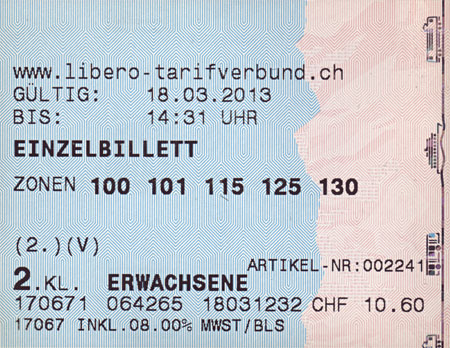 www.libero-tarifverbund.ch
GÜLTIG: 18.03.2013
BIS: 14:31 UHR
EINZELBILLETT
ZONEN 100 101 115 125 130
(2.)(V)
ARTIKEL-NR:002241
2.KL. ERWACHSENE
170671 064265 18031232 CHF 10.60
17067 INKL.08.00% MWST/BLS